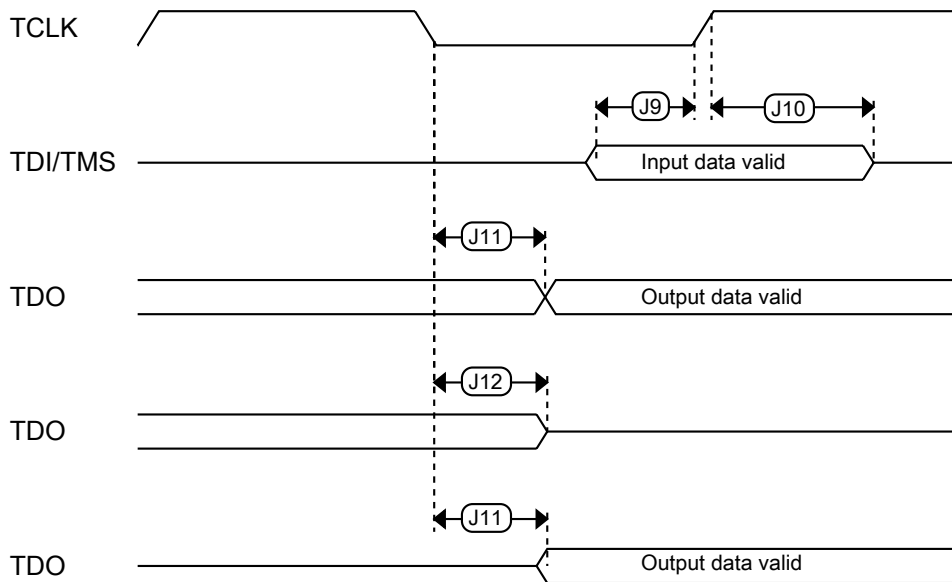 TCLK
J9
J10
TDI/TMS
Input data valid
J11
TDO
Output data valid
J12
TDO
J11
TDO
Output data valid